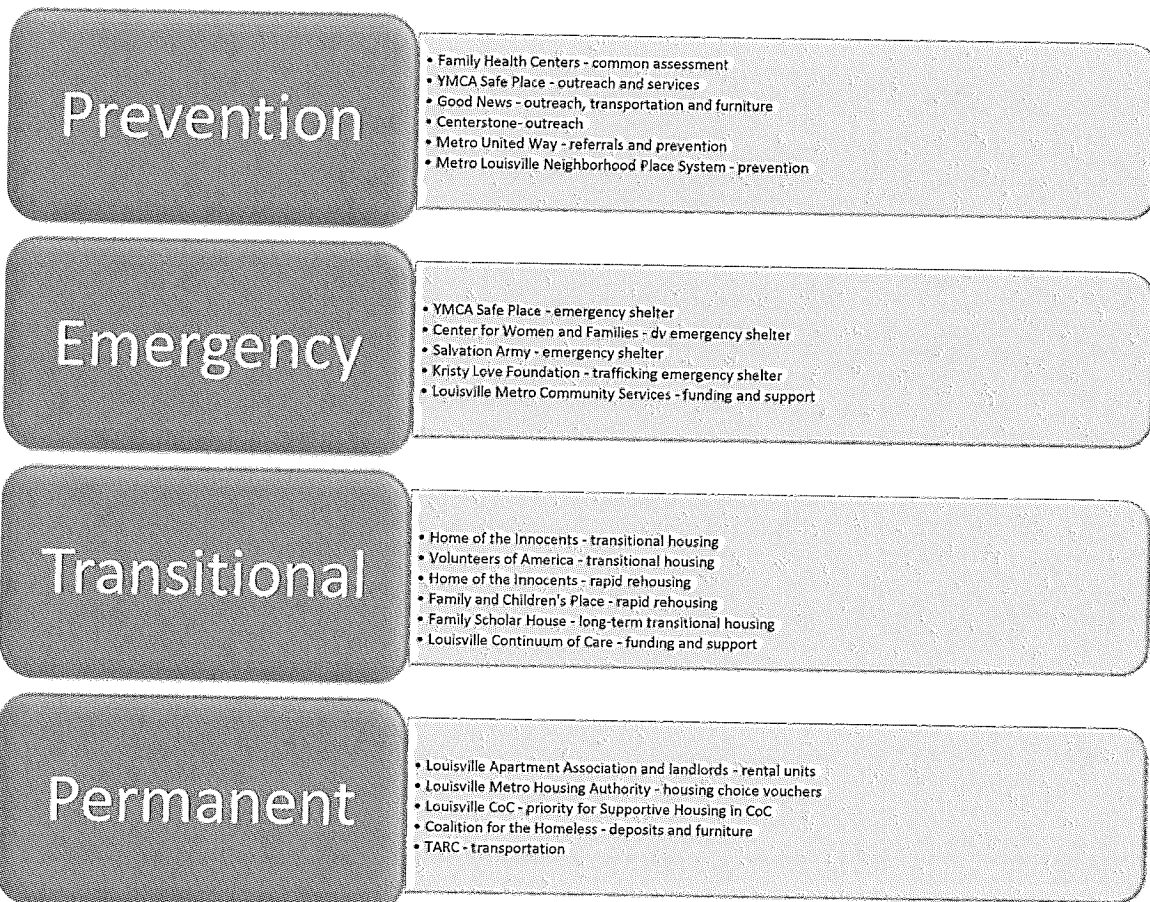 Prevention
• Family Health Centers - common assessment
• YMCA Safe Place - outreach and services
• Good News - outreach, transportation and furniture
• Centerstone- outreach
• Metro United Way - referrals and prevention
• Metro Louisville Neighborhood Place System - prevention
Emergency
• YMCA Safe Place - emergency shelter
• Center for Women and Families - dv emergency shelter
• Salvation Army - emergency shelter
• Kristy Love Foundation - trafficking emergency shelter
• Louisville Metro Community Services - funding and support
Transitional
• Home of the Innocents - transitional housing
• Volunteers of America - transitional housing
• Home of the Innocents - rapid rehousing
• Family and Children's Place - rapid rehousing
• Family Scholar House - long-term transitional housing
• Louisville Continuum of Care - funding and support
Permanent
• Louisville Apartment Association and landlords - rental units
• Louisville Metro Housing Authority - housing choice vouchers
• Louisville CoC - priority for Supportive Housing in CoC
• Coalition for the Homeless - deposits and furniture
• TARC - transportation